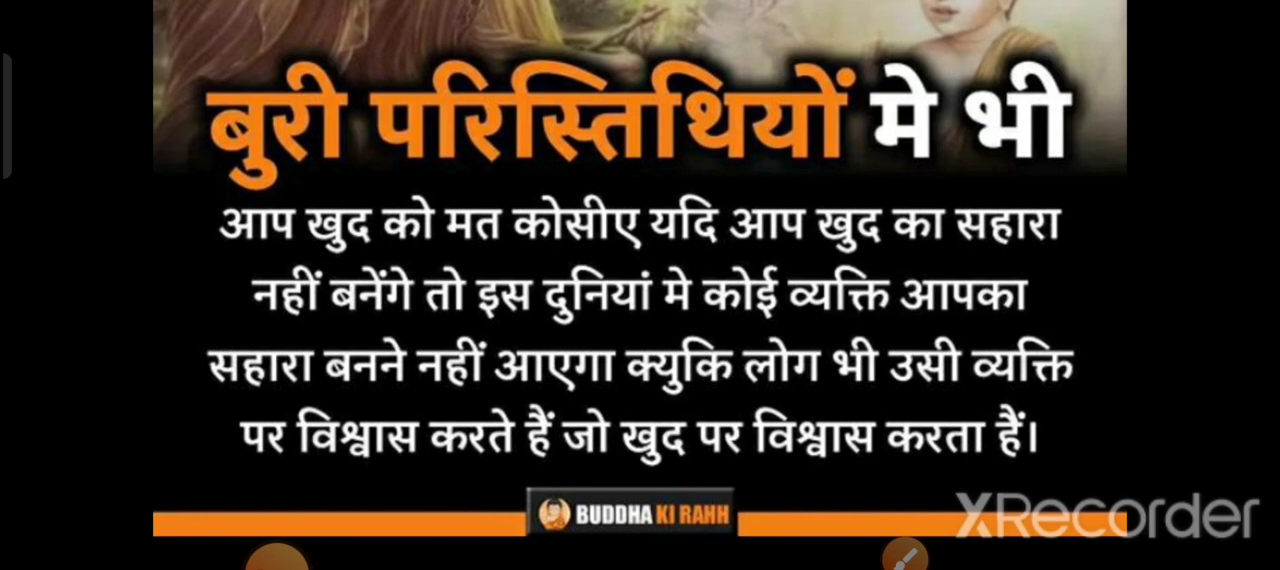 बुरी परिस्तिथियों मे भी
आप खुद को मत कोसीए यदि आप खुद का सहारा
नहीं बनेंगे तो इस दुनियां मे कोई व्यक्ति आपका
सहारा बनने नहीं आएगा क्युकि लोग भी उसी व्यक्ति
पर विश्वास करते हैं जो खुद पर विश्वास करता हैं।
BUDDHA KI RAHH
XRecorder